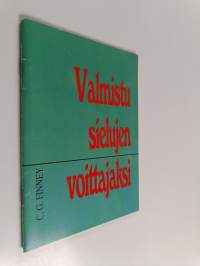 Valmistu
sielujen
voittajaksi
C. G. FINNEY